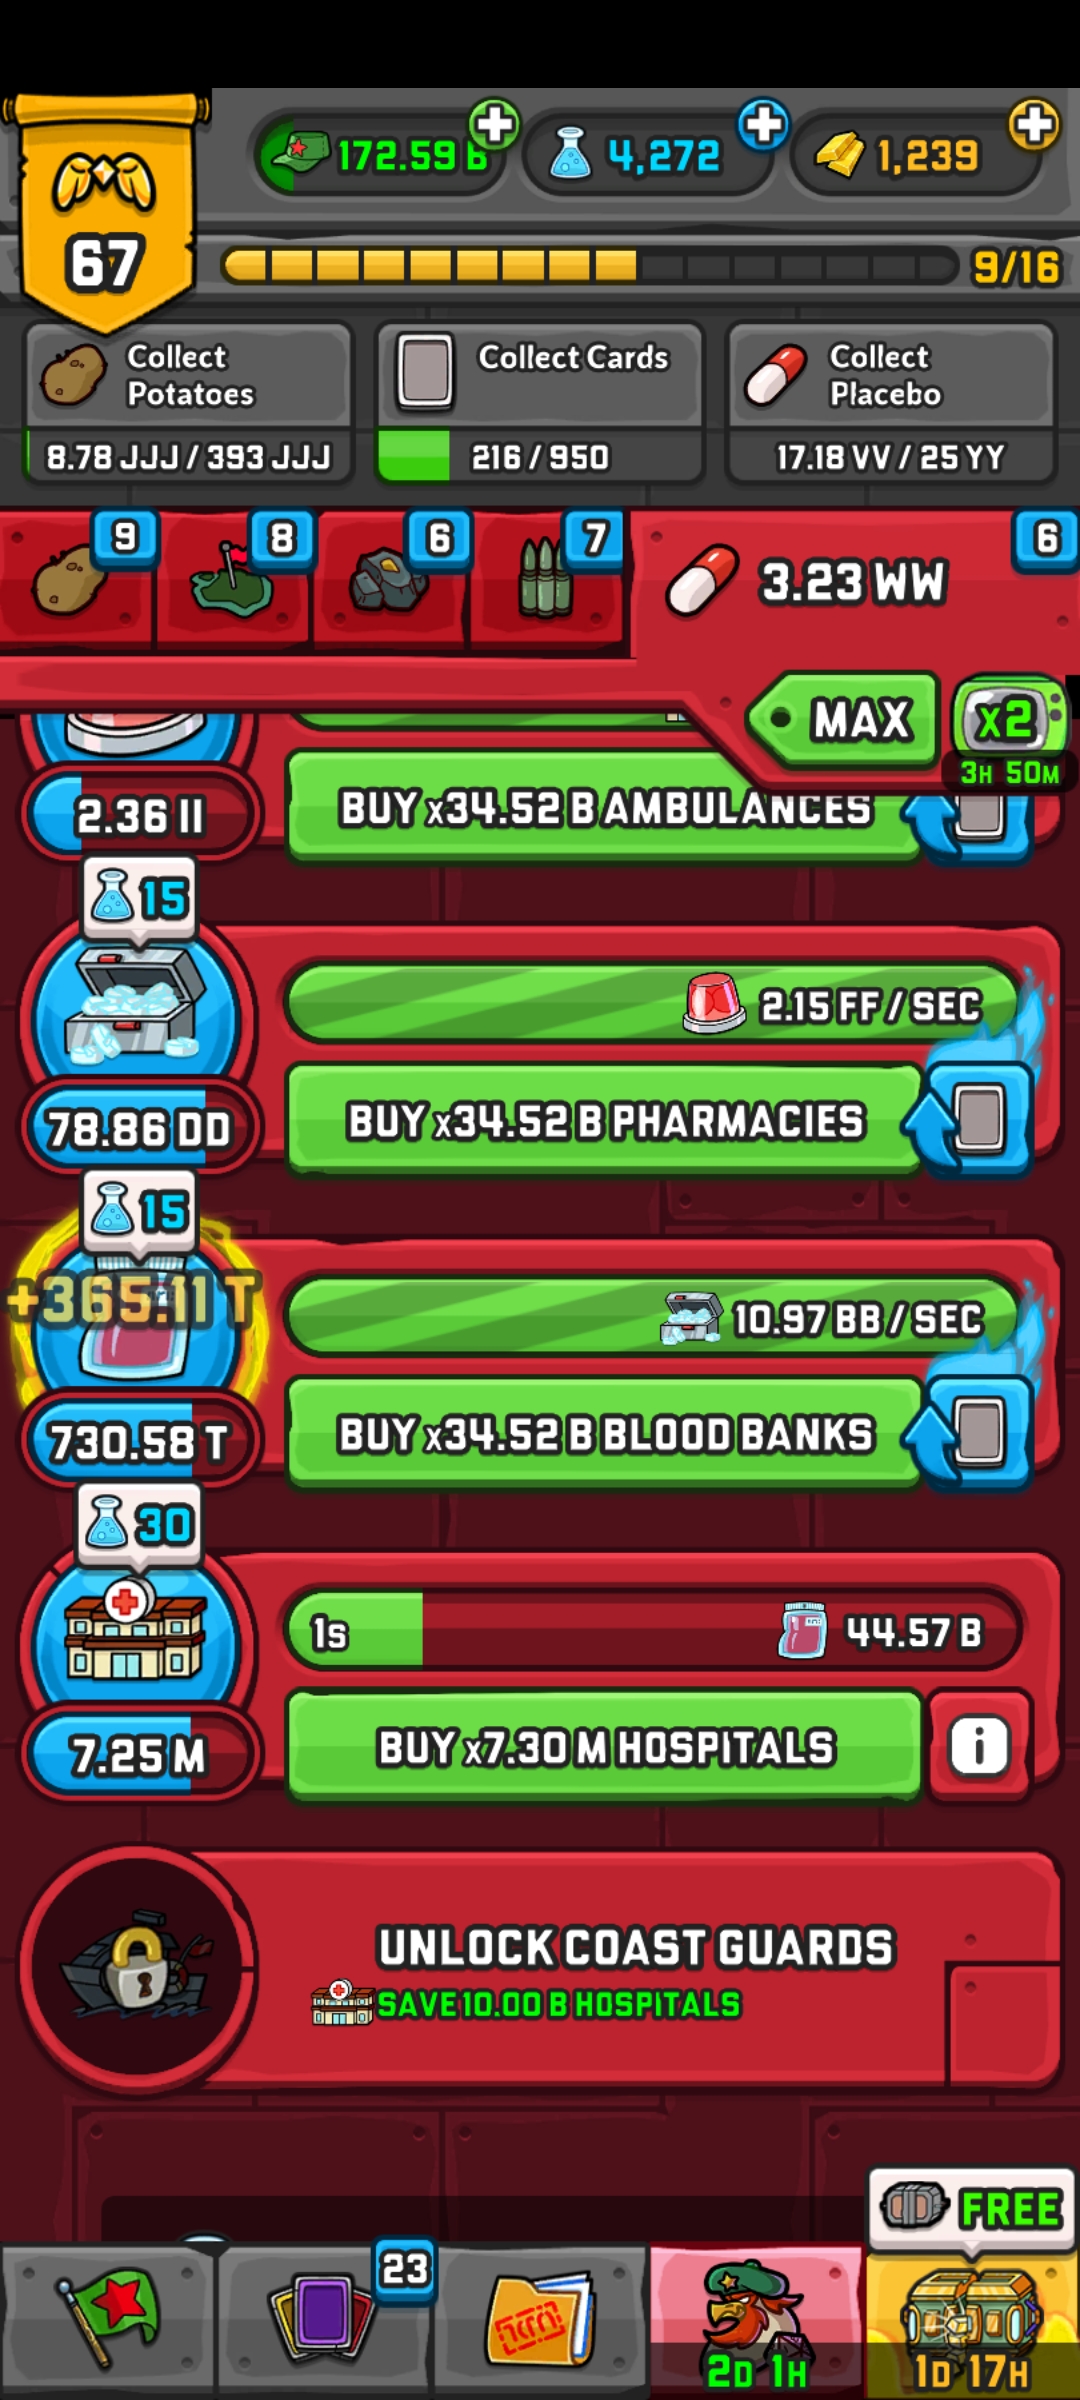 172.59 B
4,272
1,239
67
9/16
Collect
Potatoes
8.78 JJJ / 393 JJJ
Collect Cards
216 / 950
Collect
Placebo
17.18 VV / 25 YY
9
8
6
7
6
3.23 WW
MAX
x2
3H 50M
2.36 II
BUY x34.52 B AMBULANCES
15
2.15 FF / SEC
78.86 DD
BUY x34.52 B PHARMACIES
15
+365.11 T
10.97 BB / SEC
730.58 T
BUY x34.52 B BLOOD BANKS
30
1s
44.57 B
7.25 M
BUY x7.30 M HOSPITALS
i
UNLOCK COAST GUARDS
SAVE 10.00 B HOSPITALS
FREE
23
2D 1H
1D 17H